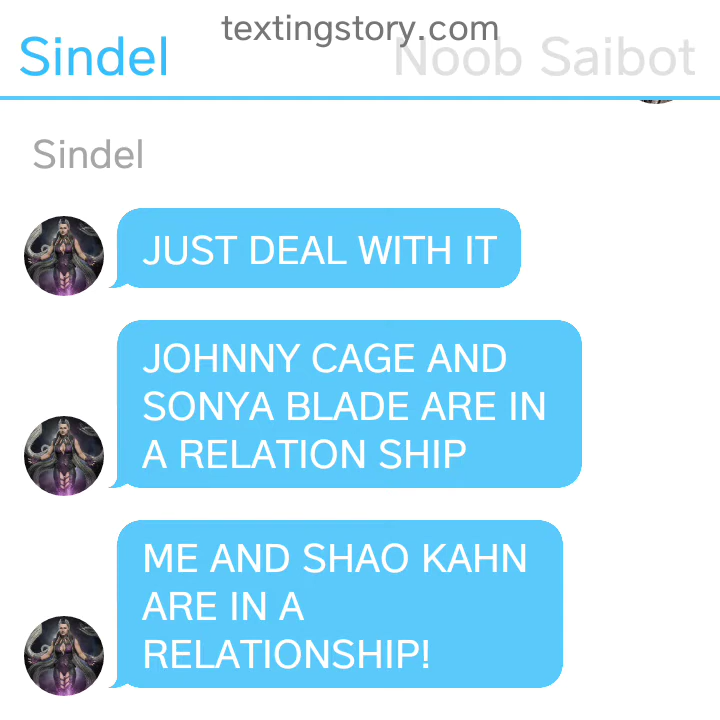 textingstory.com
Sindel
Noob Saibot
Sindel
JUST DEAL WITH IT
JOHNNY CAGE AND
SONYA BLADE ARE IN
A RELATION SHIP
ME AND SHAO KAHN
ARE IN A
RELATIONSHIP!